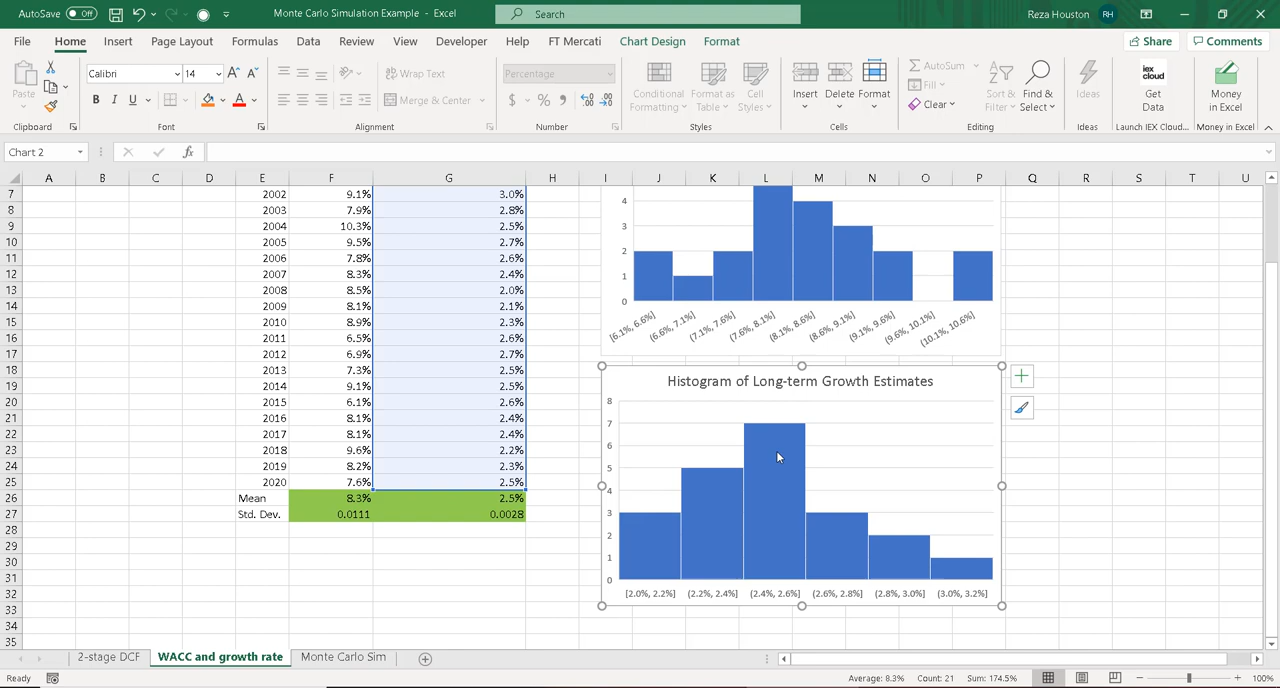 AutoSave Off Monte Carlo Simulation Example - Excel Search Reza Houston RH
File Home Insert Page Layout Formulas Data Review View Developer Help FT Mercati Chart Design Format Share Comments
Paste Calibri 14 A A Wrap Text Percentage Conditional Formatting Format as Table Cell Styles Insert Delete Format AutoSum Fill Clear Sort & Filter Find & Select Ideas iex cloud Get Data Money in Excel
B I U A Merge & Center $ % 9
Clipboard Font Alignment Number Styles Cells Editing Ideas Launch IEX Cloud... Money in Excel
Chart 2 fx
A B C D E F G H I J K L M N O P Q R S T U
7 2002 9.1% 3.0%
8 2003 7.9% 2.8%
9 2004 10.3% 2.5%
10 2005 9.5% 2.7%
11 2006 7.8% 2.6%
12 2007 8.3% 2.4%
13 2008 8.5% 2.0%
14 2009 8.1% 2.1%
15 2010 8.9% 2.3%
16 2011 6.5% 2.6%
17 2012 6.9% 2.7%
18 2013 7.3% 2.5%
19 2014 9.1% 2.5%
20 2015 6.1% 2.6%
21 2016 8.1% 2.4%
22 2017 8.1% 2.4%
23 2018 9.6% 2.2%
24 2019 8.2% 2.3%
25 2020 7.6% 2.5%
26 Mean 8.3% 2.5%
27 Std. Dev. 0.0111 0.0028
28
29
30
31
32
33
34
35
4
3
2
1
0
[6.1%, 6.6%] (6.6%, 7.1%] (7.1%, 7.6%] (7.6%, 8.1%] (8.1%, 8.6%] (8.6%, 9.1%] (9.1%, 9.6%] (9.6%, 10.1%] (10.1%, 10.6%]
Histogram of Long-term Growth Estimates
8
7
6
5
4
3
2
1
0
[2.0%, 2.2%] (2.2%, 2.4%] (2.4%, 2.6%] (2.6%, 2.8%] (2.8%, 3.0%] (3.0%, 3.2%]
2-stage DCF WACC and growth rate Monte Carlo Sim
Ready Average: 8.3% Count: 21 Sum: 174.5% 100%